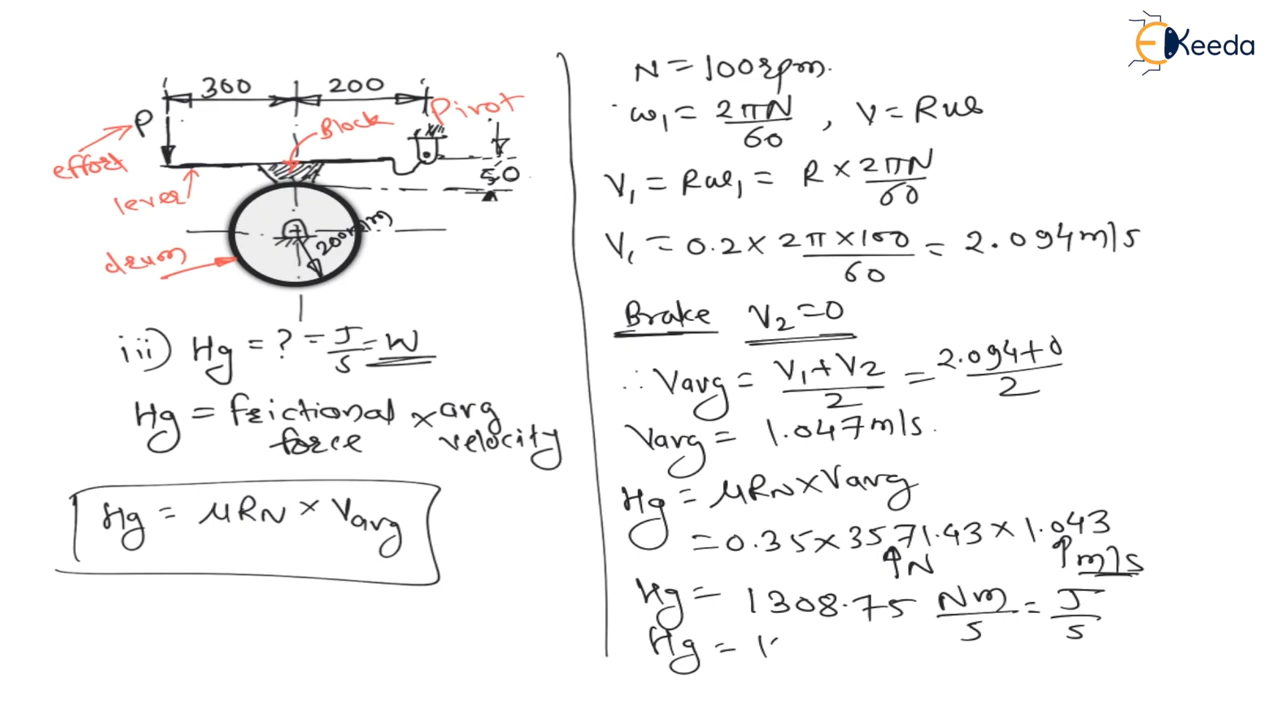 EKeeda
300 200
P Block Pivot
effort
lever
50
200mm
drum
iii) Hg = ? = J/s = W
Hg = frictional force × avg velocity
Hg = μRN × Vavg
N = 100 rpm.
ω₁ = 2πN/60 , V = Rω
V₁ = Rω₁ = R × 2πN/60
V₁ = 0.2 × 2π × 100/60 = 2.094 m/s
Brake V₂ = 0
∴ Vavg = V₁ + V₂/2 = 2.094 + 0/2
Vavg = 1.047 m/s.
Hg = μRN × Vavg
= 0.35 × 3571.43 × 1.043
↑N ↑m/s
Hg = 1308.75 Nm/s = J/s
Hg = 1